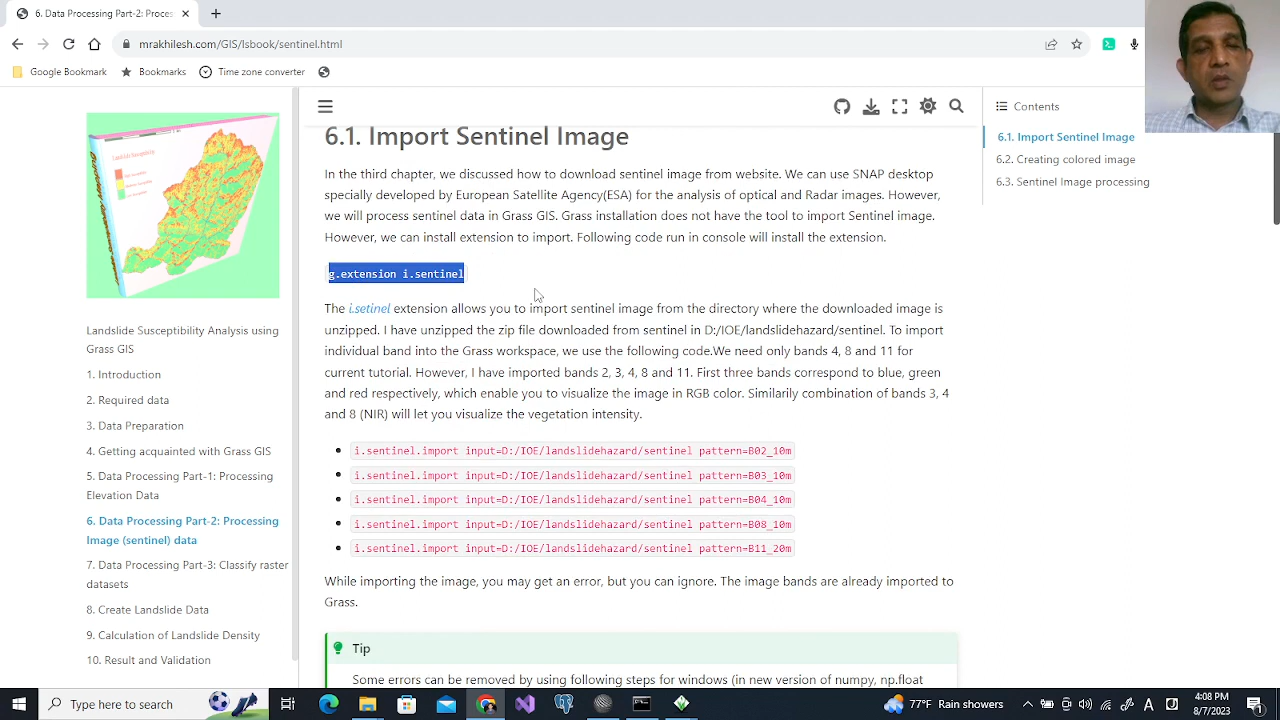 6. Data Processing Part-2: Proces
mrakhilesh.com/GIS/lsbook/sentinel.html
Google Bookmark
Bookmarks
Time zone converter
Landslide Susceptibility
Landslide Susceptibility Analysis using
Grass GIS
1. Introduction
2. Required data
3. Data Preparation
4. Getting acquainted with Grass GIS
5. Data Processing Part-1: Processing
Elevation Data
6. Data Processing Part-2: Processing
Image (sentinel) data
7. Data Processing Part-3: Classify raster
datasets
8. Create Landslide Data
9. Calculation of Landslide Density
10. Result and Validation
6.1. Import Sentinel Image
In the third chapter, we discussed how to download sentinel image from website. We can use SNAP desktop
specially developed by European Satellite Agency(ESA) for the analysis of optical and Radar images. However,
we will process sentinel data in Grass GIS. Grass installation does not have the tool to import Sentinel image.
However, we can install extension to import. Following code run in console will install the extension.
g.extension i.sentinel
The i.setinel extension allows you to import sentinel image from the directory where the downloaded image is
unzipped. I have unzipped the zip file downloaded from sentinel in D:/IOE/landslidehazard/sentinel. To import
individual band into the Grass workspace, we use the following code.We need only bands 4, 8 and 11 for
current tutorial. However, I have imported bands 2, 3, 4, 8 and 11. First three bands correspond to blue, green
and red respectively, which enable you to visualize the image in RGB color. Similarily combination of bands 3, 4
and 8 (NIR) will let you visualize the vegetation intensity.
i.sentinel.import input=D:/IOE/landslidehazard/sentinel pattern=B02_10m
i.sentinel.import input=D:/IOE/landslidehazard/sentinel pattern=B03_10m
i.sentinel.import input=D:/IOE/landslidehazard/sentinel pattern=B04_10m
i.sentinel.import input=D:/IOE/landslidehazard/sentinel pattern=B08_10m
i.sentinel.import input=D:/IOE/landslidehazard/sentinel pattern=B11_20m
While importing the image, you may get an error, but you can ignore. The image bands are already imported to
Grass.
Tip
Some errors can be removed by using following steps for windows (in new version of numpy, np.float
Contents
6.1. Import Sentinel Image
6.2. Creating colored image
6.3. Sentinel Image processing
Type here to search
77°F Rain showers
4:08 PM
8/7/2023